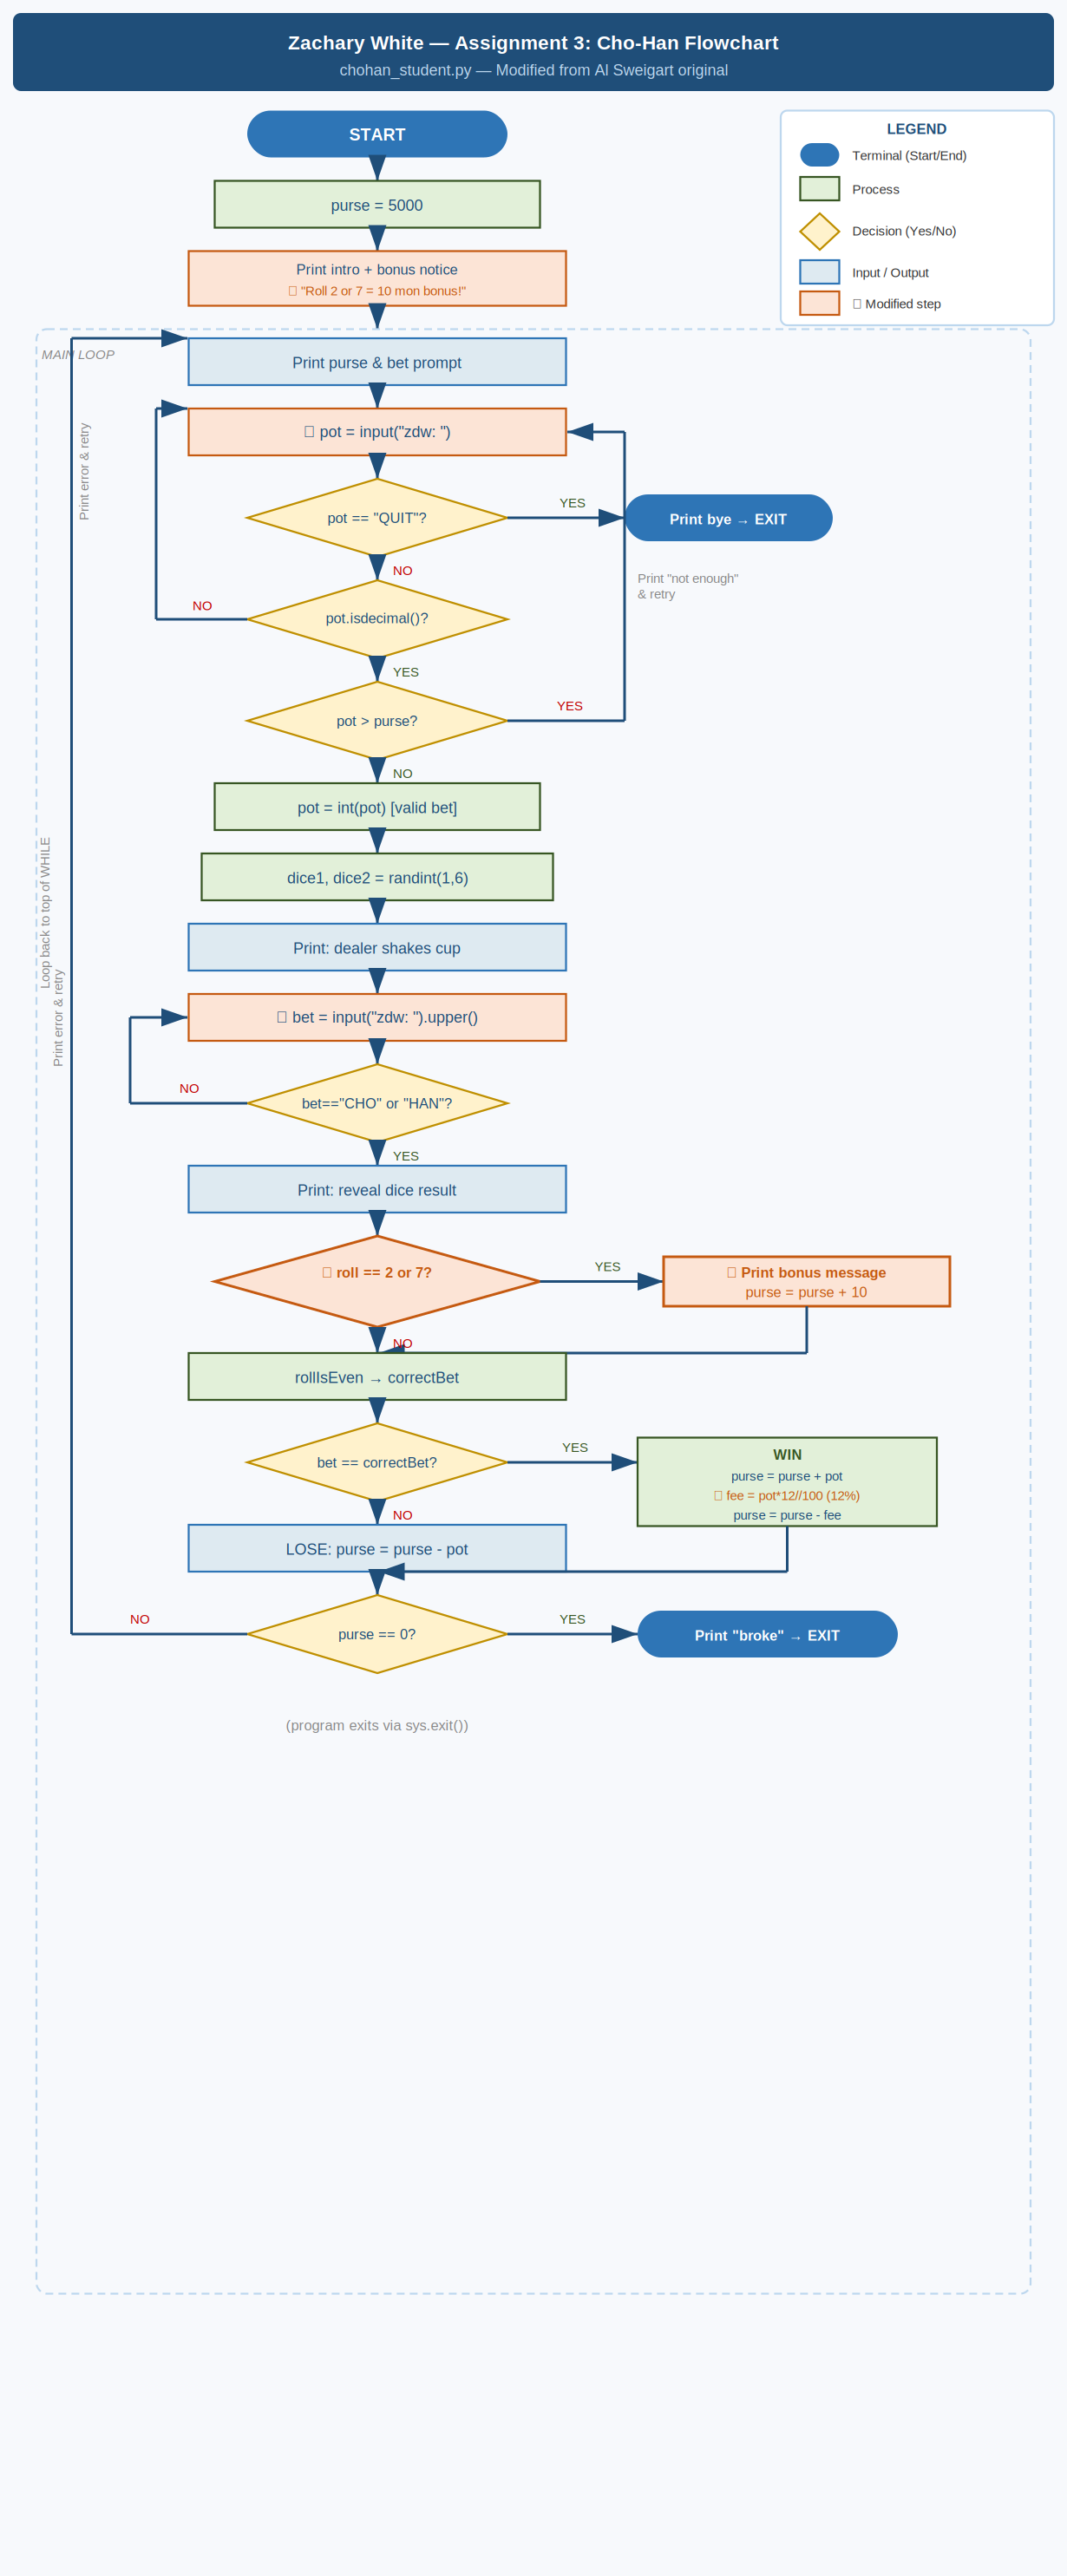 Zachary White — Assignment 3: Cho-Han Flowchart
chohan_student.py — Modified from Al Sweigart original
START
LEGEND
Terminal (Start/End)
Process
Decision (Yes/No)
Input / Output
Modified step
purse = 5000
Print intro + bonus notice
"Roll 2 or 7 = 10 mon bonus!"
MAIN LOOP
Print purse & bet prompt
pot = input("zdw: ")
Print error & retry
pot == "QUIT"?
YES
Print bye → EXIT
NO
Print "not enough"
& retry
pot.isdecimal()?
NO
YES
pot > purse?
YES
NO
pot = int(pot) [valid bet]
dice1, dice2 = randint(1,6)
Loop back to top of WHILE
Print: dealer shakes cup
Print error & retry
bet = input("zdw: ").upper()
bet=="CHO" or "HAN"?
NO
YES
Print: reveal dice result
roll == 2 or 7?
YES
Print bonus message
purse = purse + 10
NO
rollIsEven → correctBet
bet == correctBet?
YES
WIN
purse = purse + pot
fee = pot*12//100 (12%)
purse = purse - fee
NO
LOSE: purse = purse - pot
purse == 0?
NO
YES
Print "broke" → EXIT
(program exits via sys.exit())